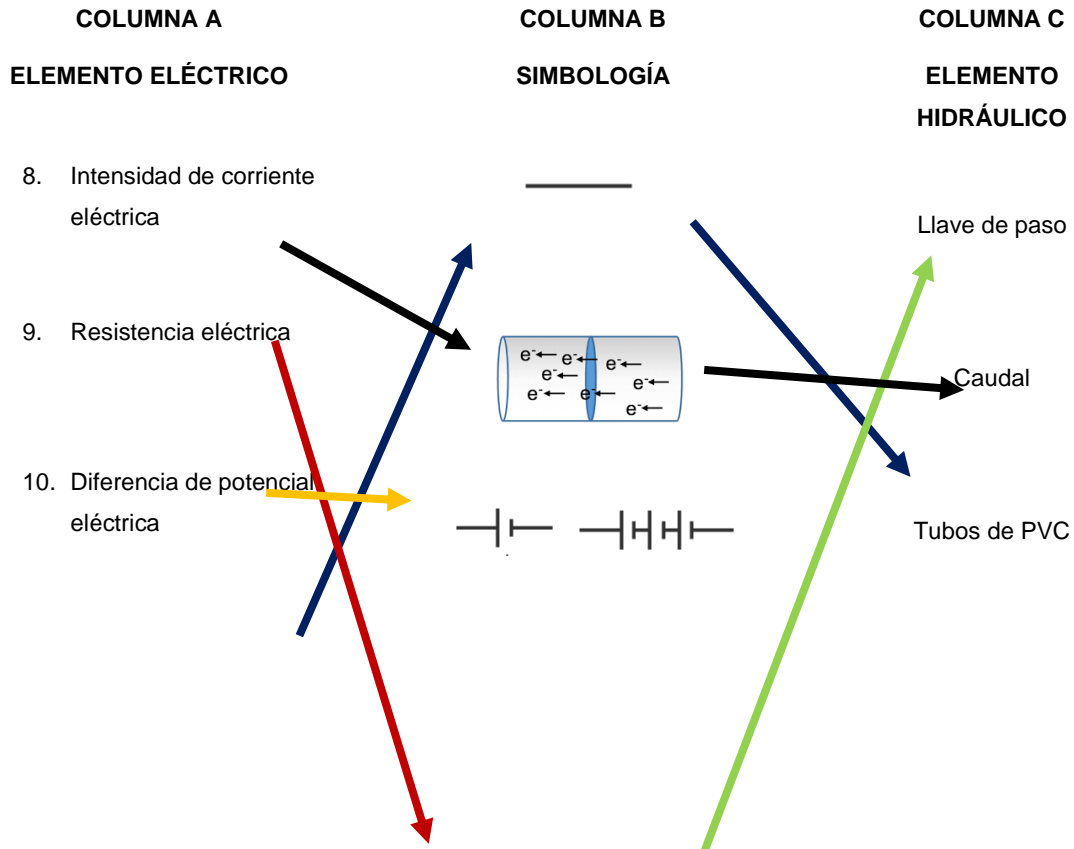 COLUMNA A
ELEMENTO ELÉCTRICO
COLUMNA B
SIMBOLOGÍA
COLUMNA C
ELEMENTO
HIDRÁULICO
8. Intensidad de corriente
eléctrica
Llave de paso
9. Resistencia eléctrica
e⁻ e⁻ e⁻
e⁻ e⁻
e⁻ e⁻
e⁻
Caudal
10. Diferencia de potencial
eléctrica
Tubos de PVC